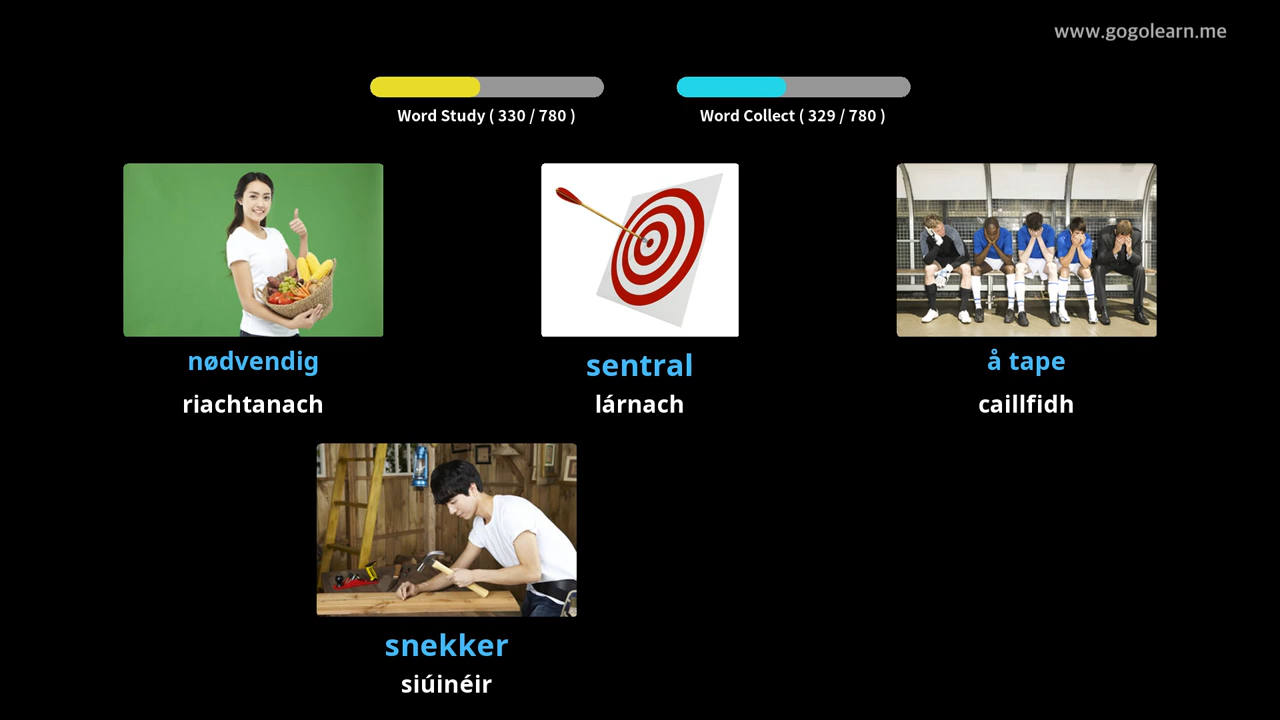 www.gogolearn.me
Word Study ( 330 / 780 )
Word Collect ( 329 / 780 )
nødvendig
riachtanach
sentral
lárnach
å tape
caillfidh
snekker
siúinéir